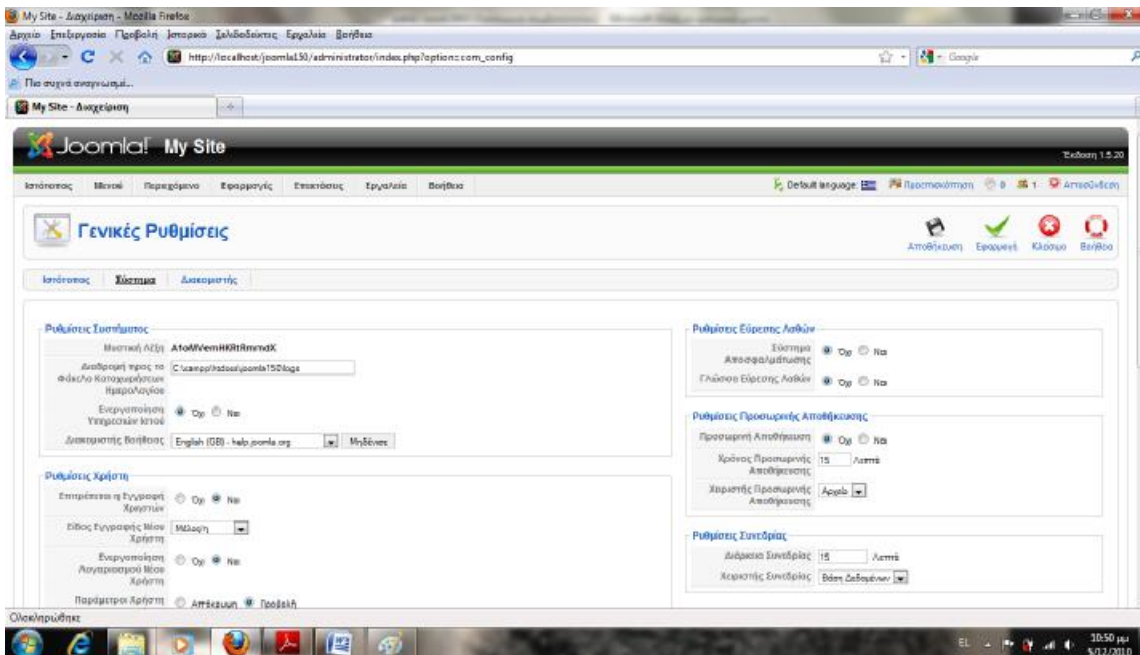 My Site - Διαχείριση - Mozilla Firefox
Αρχείο Επεξεργασία Προβολή Ιστορικό Σελιδοδείκτες Εργαλεία Βοήθεια
http://localhost/joomla150/administrator/index.php?option=com_config
Google
Πιο συχνά αναγνωσμέ...
My Site - Διαχείριση
Joomla! My Site
Έκδοση 1.5.20
Ιστότοπος Μενού Περιεχόμενο Εφαρμογές Επεκτάσεις Εργαλεία Βοήθεια
Default language: Προεπισκόπηση 0 1 Αποσύνδεση
Γενικές Ρυθμίσεις
Αποθήκευση Εφαρμογή Κλείσιμο Βοήθεια
Ιστότοπος Σύστημα Διακομιστής
Ρυθμίσεις Συστήματος
Μυστική Λέξη
Διαδρομή προς το Φάκελο Καταχωρήσεων Ημερολογίου
C:\xampp\htdocs\joomla150\logs
Ενεργοποίηση Υπηρεσιών Ιστού
Όχι Ναι
Διακομιστής Βοήθειας English (GB) - help.joomla.org Μηδένισε
Ρυθμίσεις Χρήστη
Επιτρέπεται η Εγγραφή Χρηστών
Όχι Ναι
Είδος Εγγραφής Νέου Χρήστη
Μέλος/η
Ενεργοποίηση Λογαριασμού Νέου Χρήστη
Όχι Ναι
Παράμετροι Χρήστη Απόκρυψη Προβολή
Ρυθμίσεις Εύρεσης Λαθών
Σύστημα Αποσφαλμάτωσης
Όχι Ναι
Γλώσσα Εύρεσης Λαθών Όχι Ναι
Ρυθμίσεις Προσωρινής Αποθήκευσης
Προσωρινή Αποθήκευση Όχι Ναι
Χρόνος Προσωρινής Αποθήκευσης
15 Λεπτά
Χειριστής Προσωρινής Αποθήκευσης
Αρχείο
Ρυθμίσεις Συνεδρίας
Διάρκεια Συνεδρίας 15 Λεπτά
Χειριστής Συνεδρίας Βάση Δεδομένων
Ολοκληρώθηκε
EL
10:50 μμ
5/12/2010